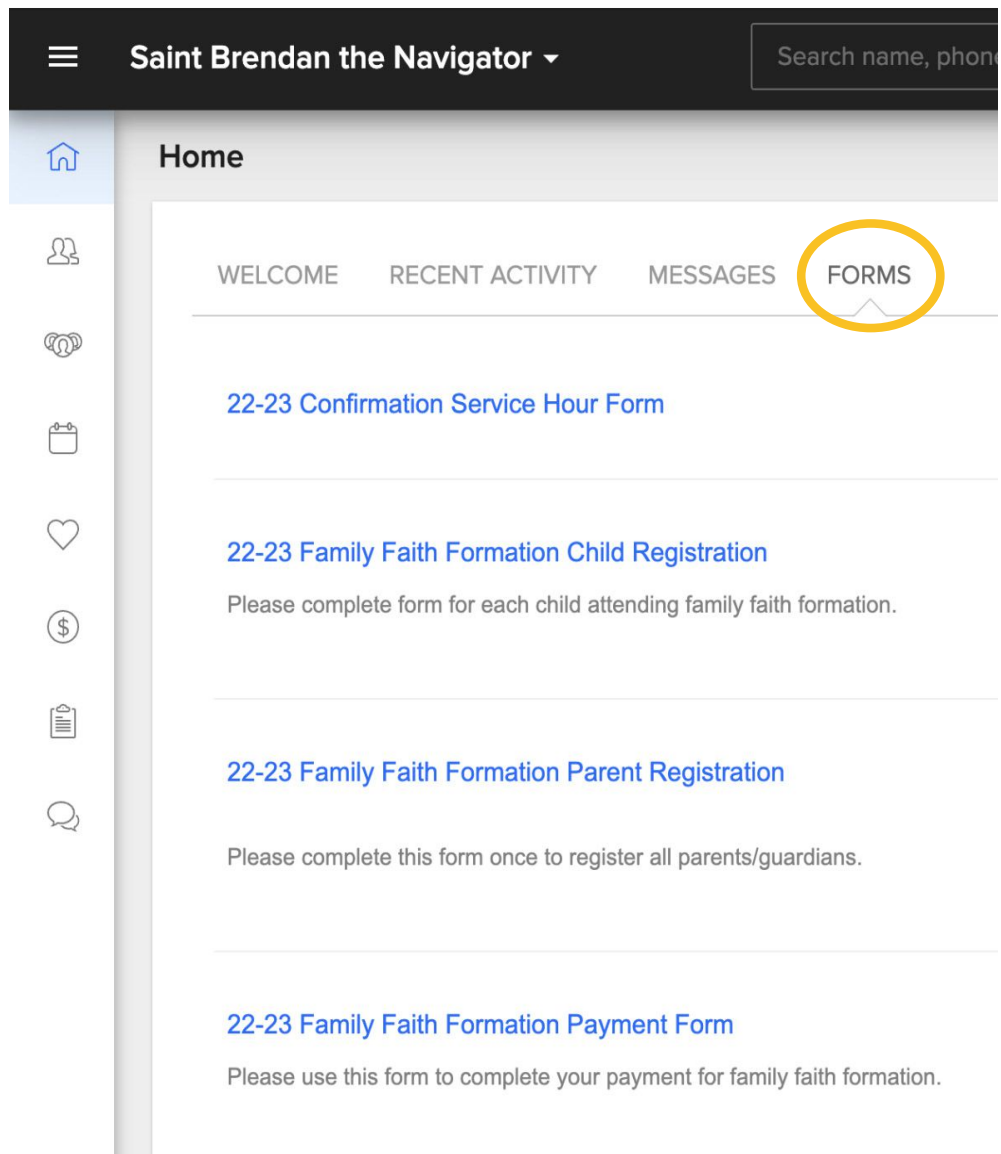 Saint Brendan the Navigator
Search name, phone
Home
WELCOME RECENT ACTIVITY MESSAGES FORMS
22-23 Confirmation Service Hour Form
22-23 Family Faith Formation Child Registration
Please complete form for each child attending family faith formation.
22-23 Family Faith Formation Parent Registration
Please complete this form once to register all parents/guardians.
22-23 Family Faith Formation Payment Form
Please use this form to complete your payment for family faith formation.